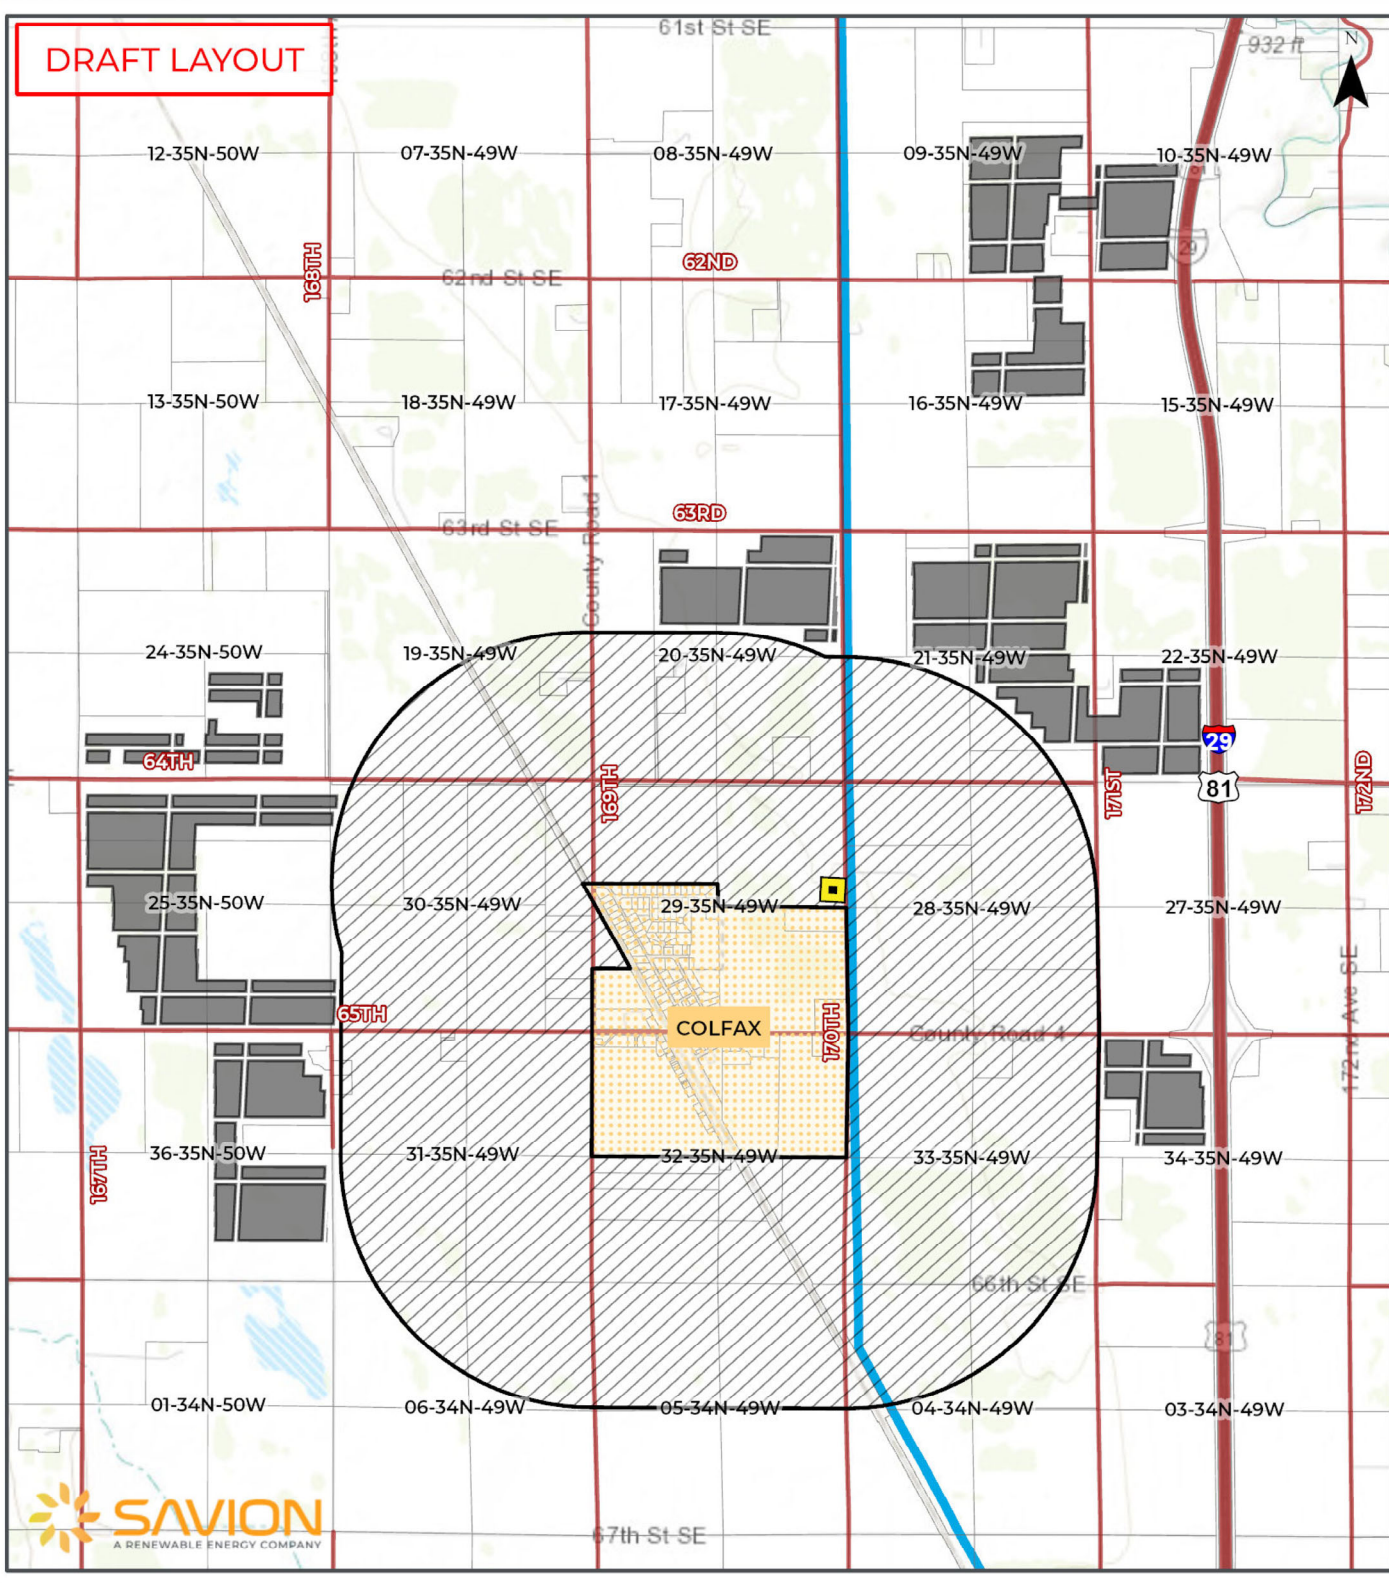 61st St SE
932 ft
N
DRAFT LAYOUT
12-35N-50W
07-35N-49W
08-35N-49W
09-35N-49W
10-35N-49W
168TH
62ND
62nd St SE
29
13-35N-50W
18-35N-49W
17-35N-49W
16-35N-49W
15-35N-49W
County Road 1
63RD
63rd St SE
24-35N-50W
19-35N-49W
20-35N-49W
21-35N-49W
22-35N-49W
29
64TH
169TH
171ST
81
172ND
25-35N-50W
30-35N-49W
29-35N-49W
28-35N-49W
27-35N-49W
65TH
COLFAX
170TH
County Road 4
172nd Ave SE
167TH
36-35N-50W
31-35N-49W
32-35N-49W
33-35N-49W
34-35N-49W
66th St SE
81
01-34N-50W
06-34N-49W
05-34N-49W
04-34N-49W
03-34N-49W
SAVION
A RENEWABLE ENERGY COMPANY
67th St SE